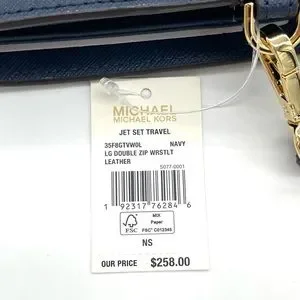 MICHAEL
MICHAEL KORS
JET SET TRAVEL
35F8GTVW0L NAVY
LG DOUBLE ZIP WRSTLT
LEATHER
5077-0001
1 92317 76284 6
FSC
MIX
Paper
FSC® C012345
NS
OUR PRICE $258.00